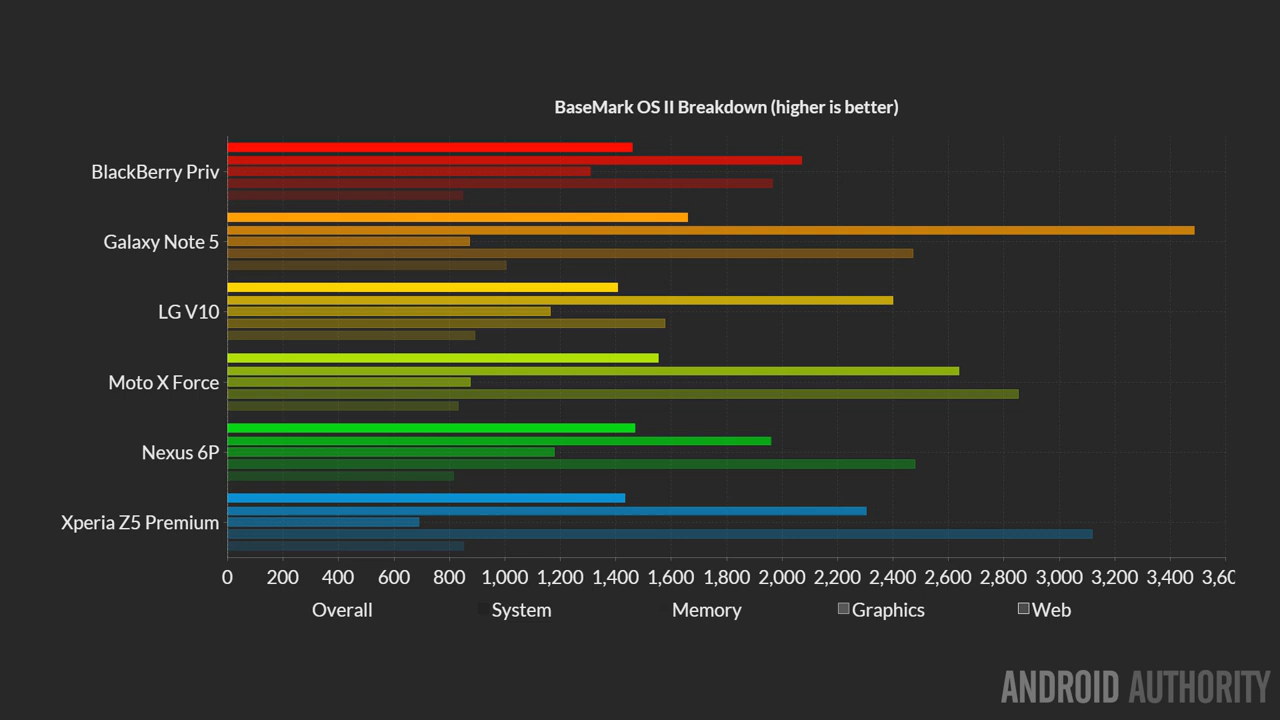 BaseMark OS II Breakdown (higher is better)
BlackBerry Priv
Galaxy Note 5
LG V10
Moto X Force
Nexus 6P
Xperia Z5 Premium
0 200 400 600 800 1,000 1,200 1,400 1,600 1,800 2,000 2,200 2,400 2,600 2,800 3,000 3,200 3,400
Overall System Memory Graphics Web
ANDROID AUTHORITY